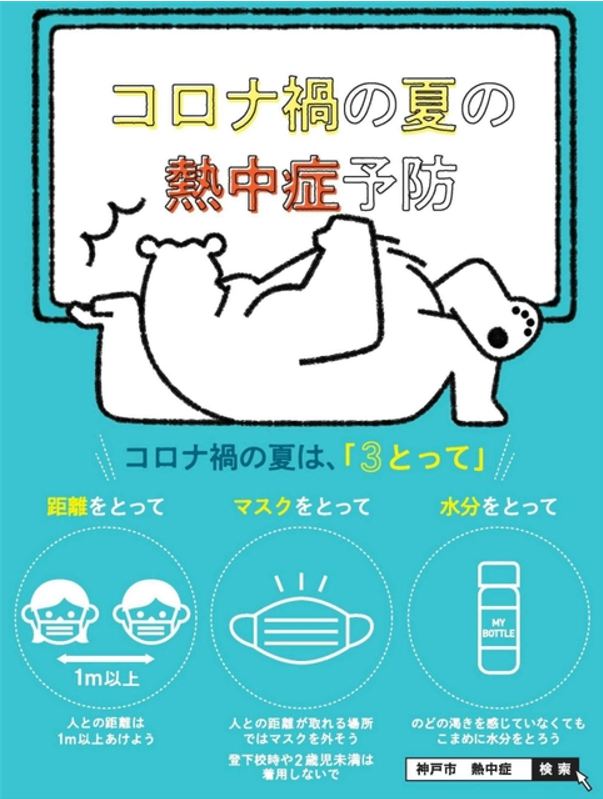 コロナ禍の夏の
熱中症予防
コロナ禍の夏は、「3とって」
距離をとって
マスクをとって
水分をとって
1m以上
MY
BOTTLE
人との距離は
1m以上あけよう
人との距離が取れる場所
ではマスクを外そう
登下校時や2歳児未満は
着用しないで
のどの渇きを感じていなくても
こまめに水分をとろう
神戸市 熱中症 検索